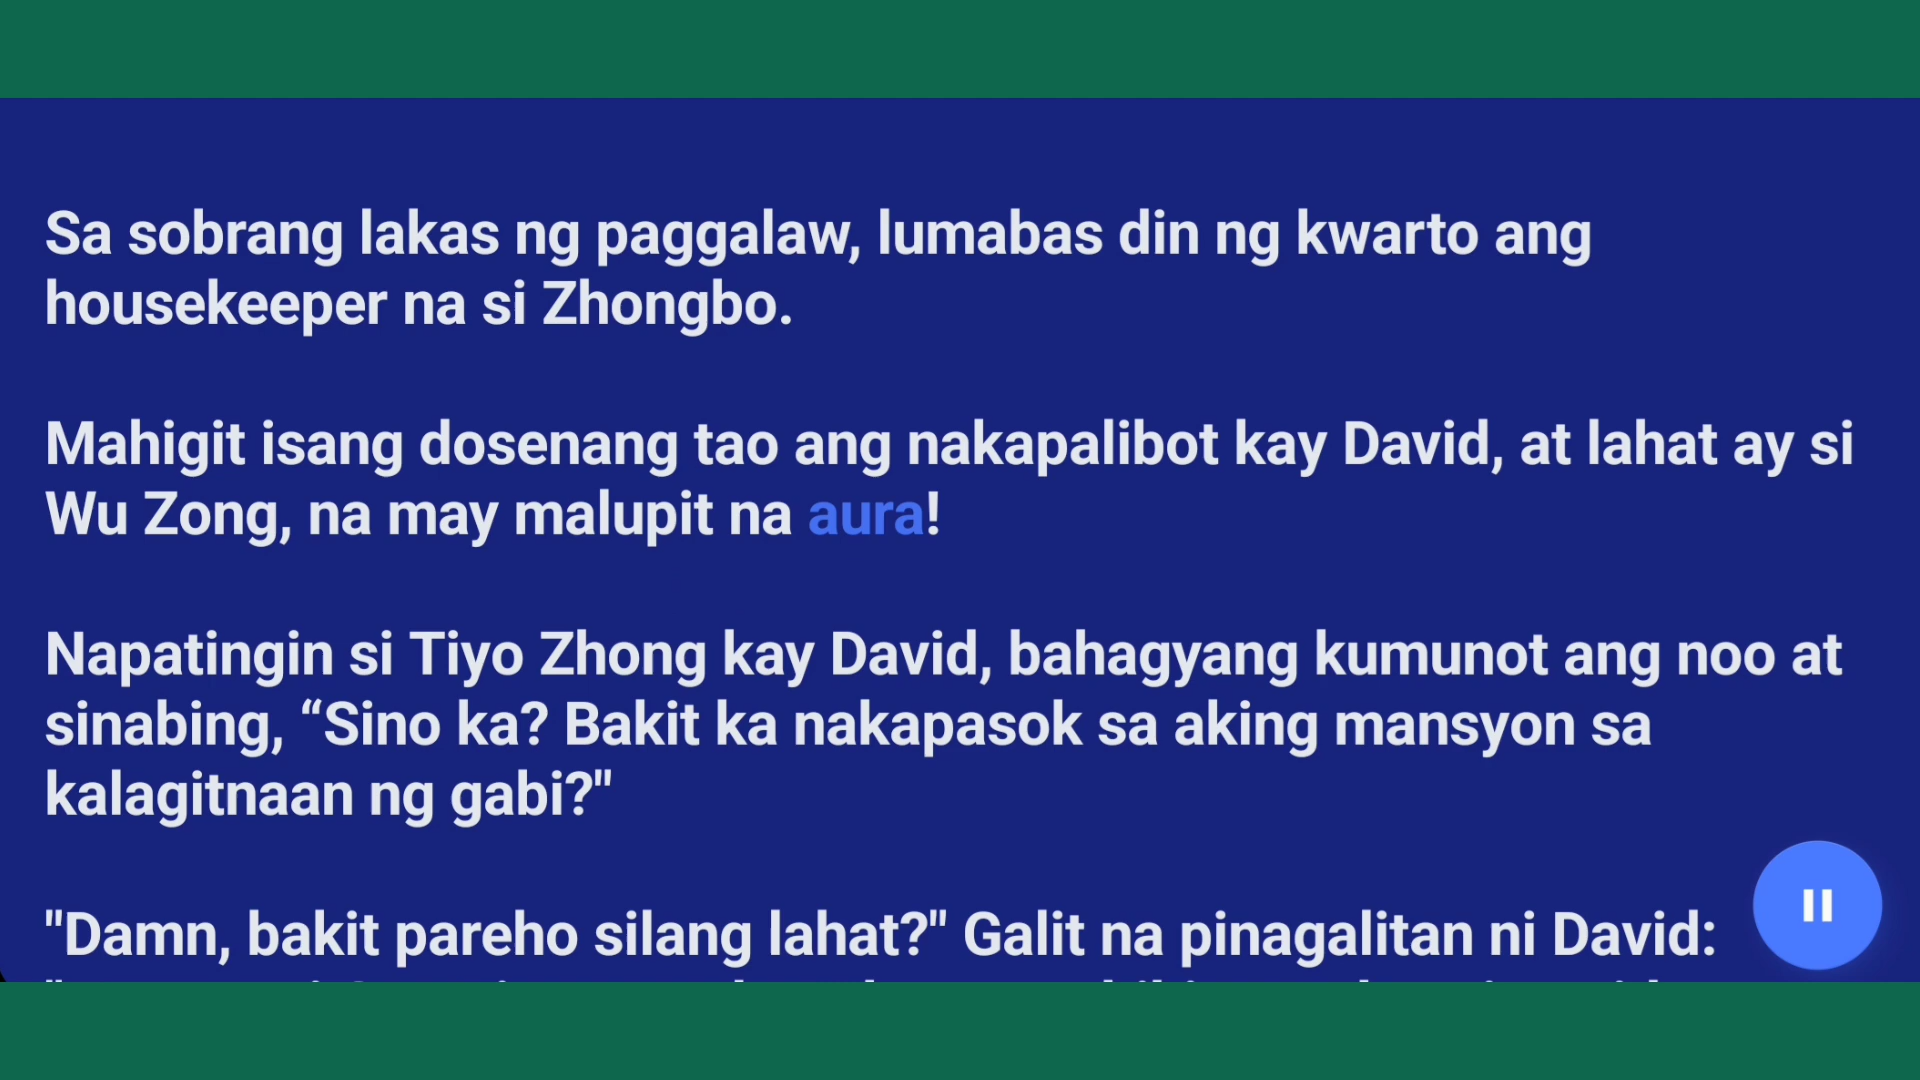 Sa sobrang lakas ng paggalaw, lumabas din ng kwarto ang
housekeeper na si Zhongbo.
Mahigit isang dosenang tao ang nakapalibot kay David, at lahat ay si
Wu Zong, na may malupit na aura!
Napatingin si Tiyo Zhong kay David, bahagyang kumunot ang noo at
sinabing, “Sino ka? Bakit ka nakapasok sa aking mansyon sa
kalagitnaan ng gabi?"
"Damn, bakit pareho silang lahat?" Galit na pinagalitan ni David: